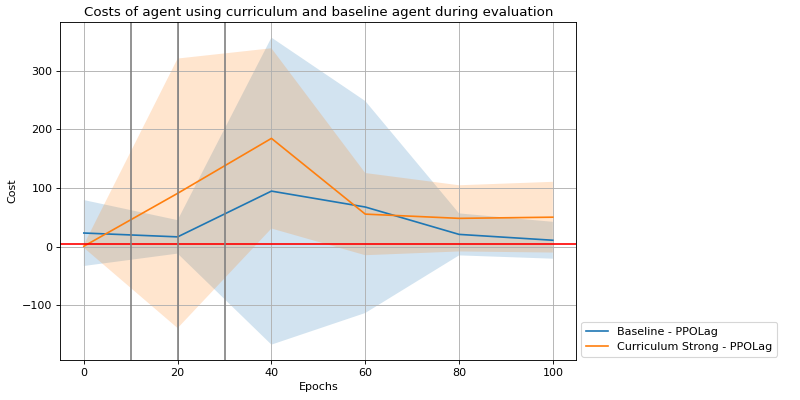 Costs of agent using curriculum and baseline agent during evaluation
300
200
100
0
−100
Cost
0 20 40 60 80 100
Epochs
Baseline - PPOLag
Curriculum Strong - PPOLag